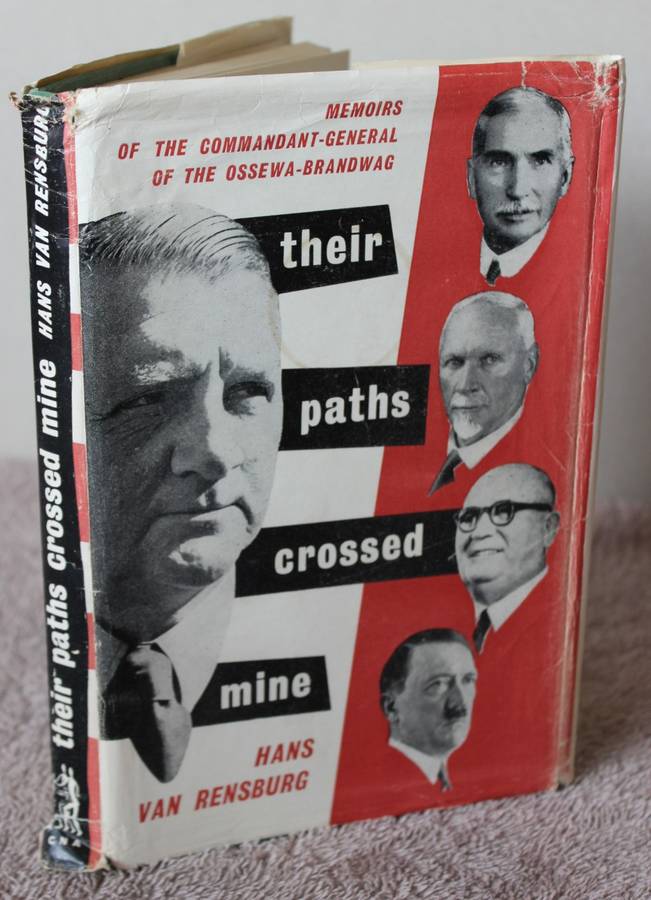 MEMOIRS
OF THE COMMANDANT-GENERAL
OF THE OSSEWA-BRANDWAG
their
paths
crossed
mine
HANS
VAN RENSBURG
their paths crossed mine HANS VAN RENSBURG
CNA